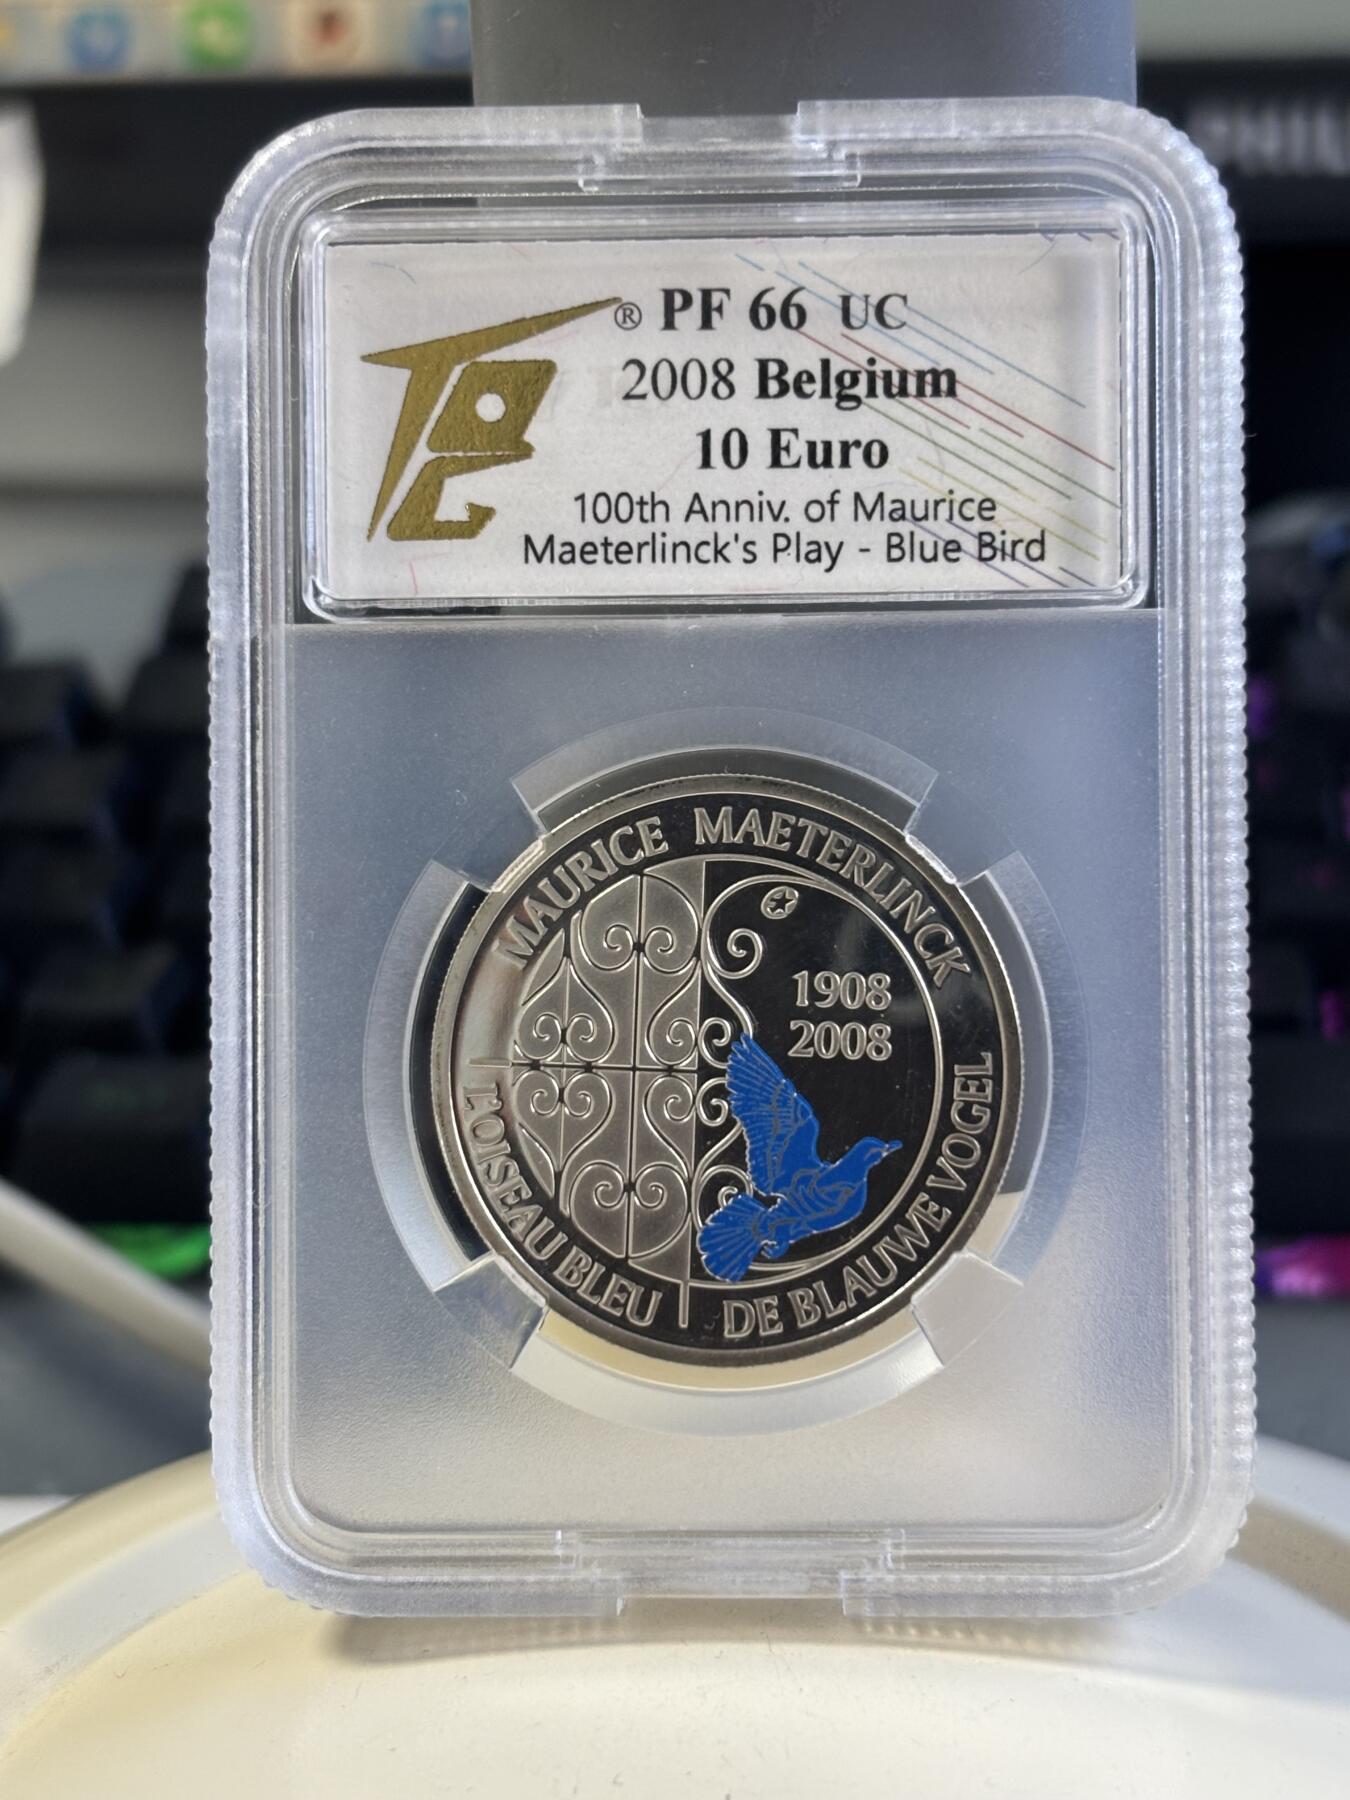 ® PF 66 UC
2008 Belgium
10 Euro
100th Anniv. of Maurice
Maeterlinck's Play - Blue Bird
MAURICE MAETERLINCK
1908
2008
L'OISEAU BLEU
DE BLAUWE VOGEL